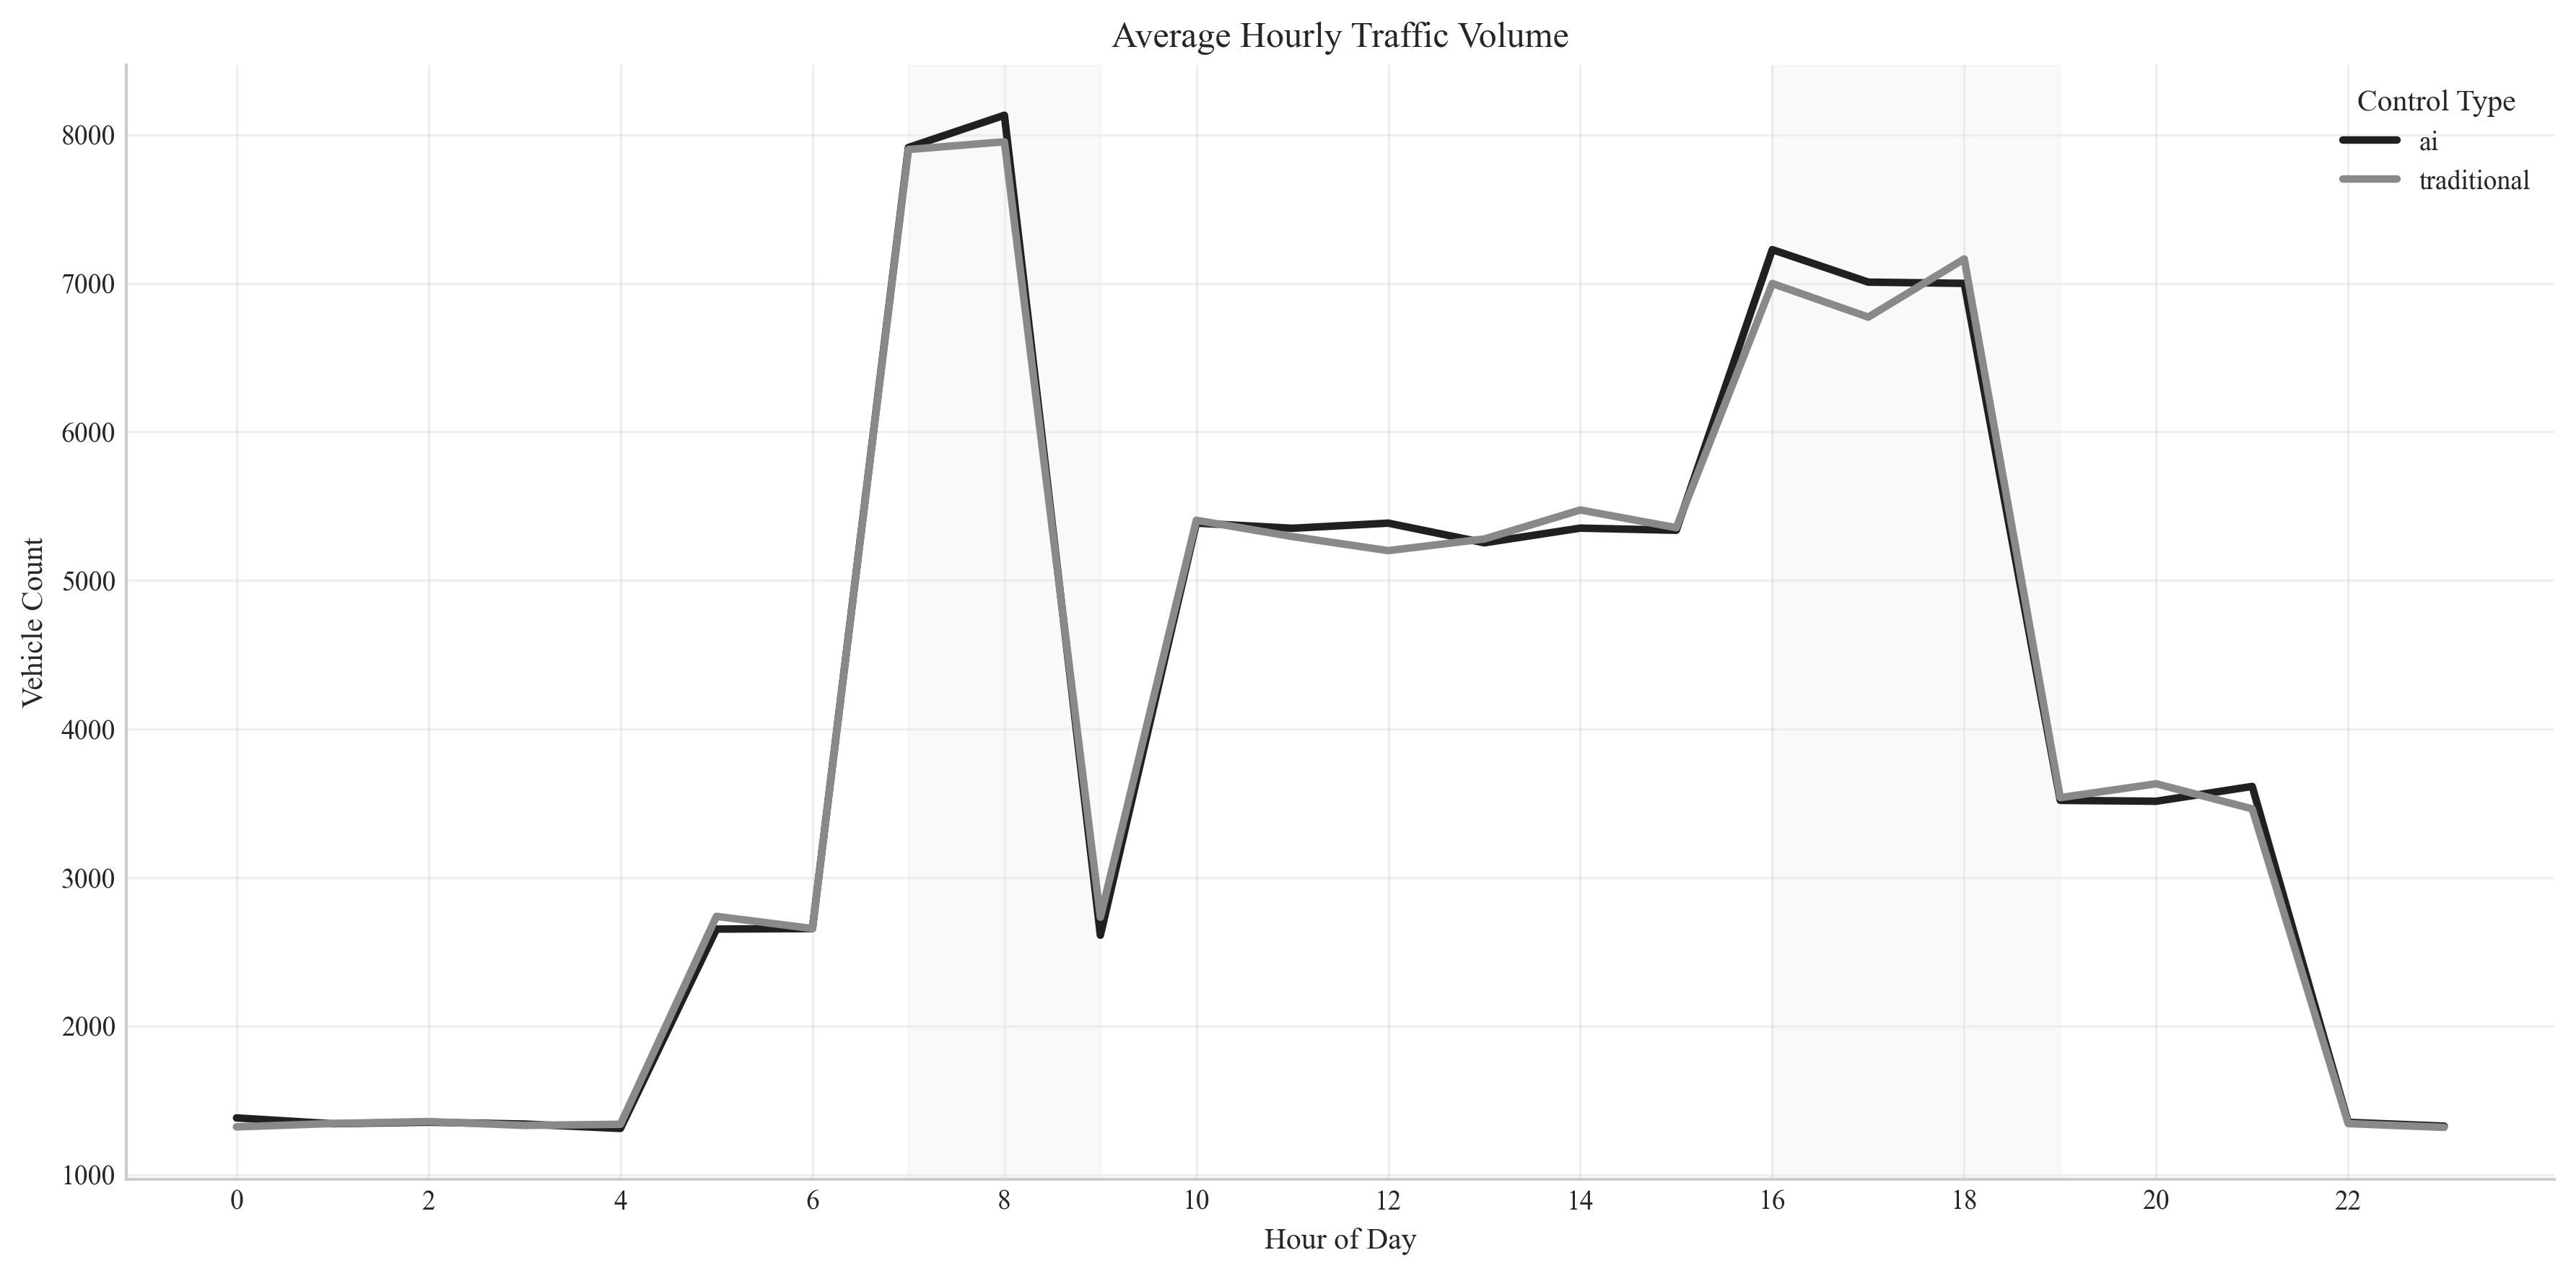 Average Hourly Traffic Volume
Control Type
ai
traditional
8000
7000
6000
5000
4000
3000
2000
1000
Vehicle Count
0 2 4 6 8 10 12 14 16 18 20 22
Hour of Day